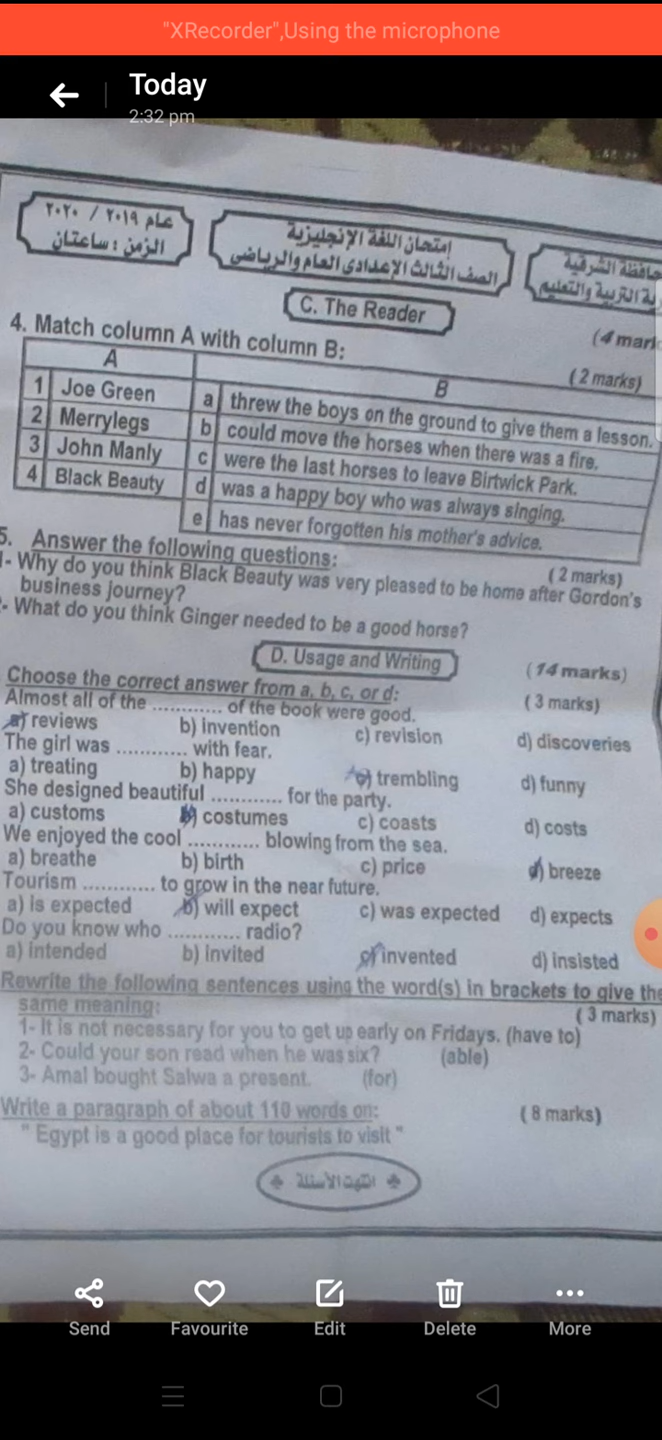 "XRecorder",Using the microphone
Today
2:32 pm
عام ٢٠١٩ / ٢٠٢٠
الزمن : ساعتان
إمتحان اللغة الإنجليزية
الصف الثالث الإعدادى العام والرياضى
الشرقية
التربية والتعليم
C. The Reader
(4 mark
4. Match column A with column B:
(2 marks)
A
B
1 Joe Green a threw the boys on the ground to give them a lesson.
2 Merrylegs b could move the horses when there was a fire.
3 John Manly c were the last horses to leave Birtwick Park.
4 Black Beauty d was a happy boy who was always singing.
e has never forgotten his mother's advice.
5. Answer the following questions:
(2 marks)
1- Why do you think Black Beauty was very pleased to be home after Gordon's
business journey?
- What do you think Ginger needed to be a good horse?
D. Usage and Writing
(14 marks)
Choose the correct answer from a, b, c, or d:
(3 marks)
Almost all of the ............ of the book were good.
a) reviews b) invention c) revision d) discoveries
The girl was ............ with fear.
a) treating b) happy c) trembling d) funny
She designed beautiful ............ for the party.
a) customs b) costumes c) coasts d) costs
We enjoyed the cool ............ blowing from the sea.
a) breathe b) birth c) price d) breeze
Tourism ............ to grow in the near future.
a) is expected b) will expect c) was expected d) expects
Do you know who ............ radio?
a) intended b) invited c) invented d) insisted
Rewrite the following sentences using the word(s) in brackets to give the
same meaning:
(3 marks)
1- It is not necessary for you to get up early on Fridays. (have to)
2- Could your son read when he was six? (able)
3- Amal bought Salwa a present. (for)
Write a paragraph of about 110 words on:
(8 marks)
" Egypt is a good place for tourists to visit "
انتهت الأسئلة
Send Favourite Edit Delete More